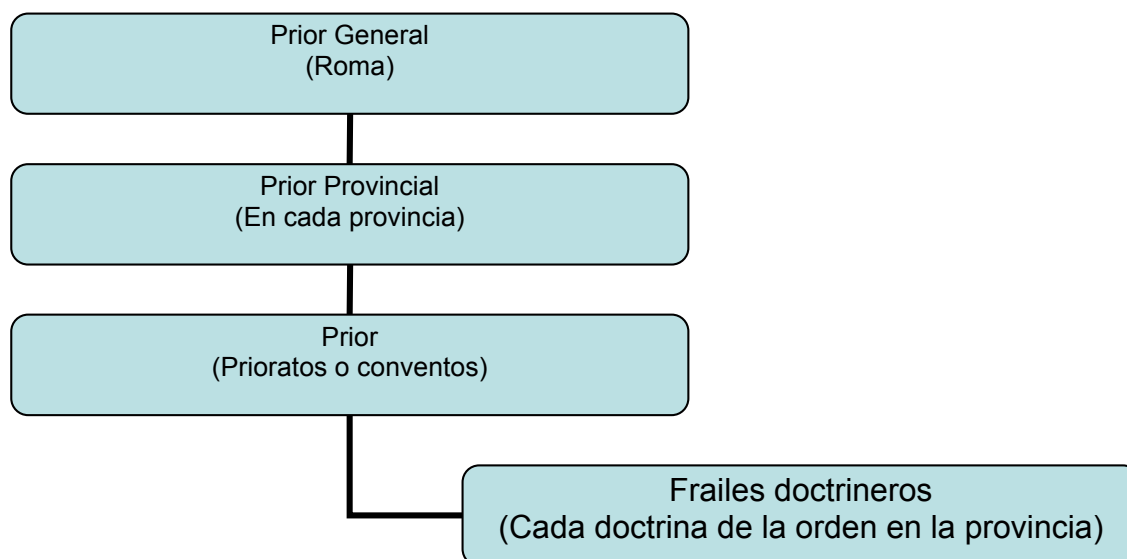 Prior General
(Roma)
Prior Provincial
(En cada provincia)
Prior
(Prioratos o conventos)
Frailes doctrineros
(Cada doctrina de la orden en la provincia)